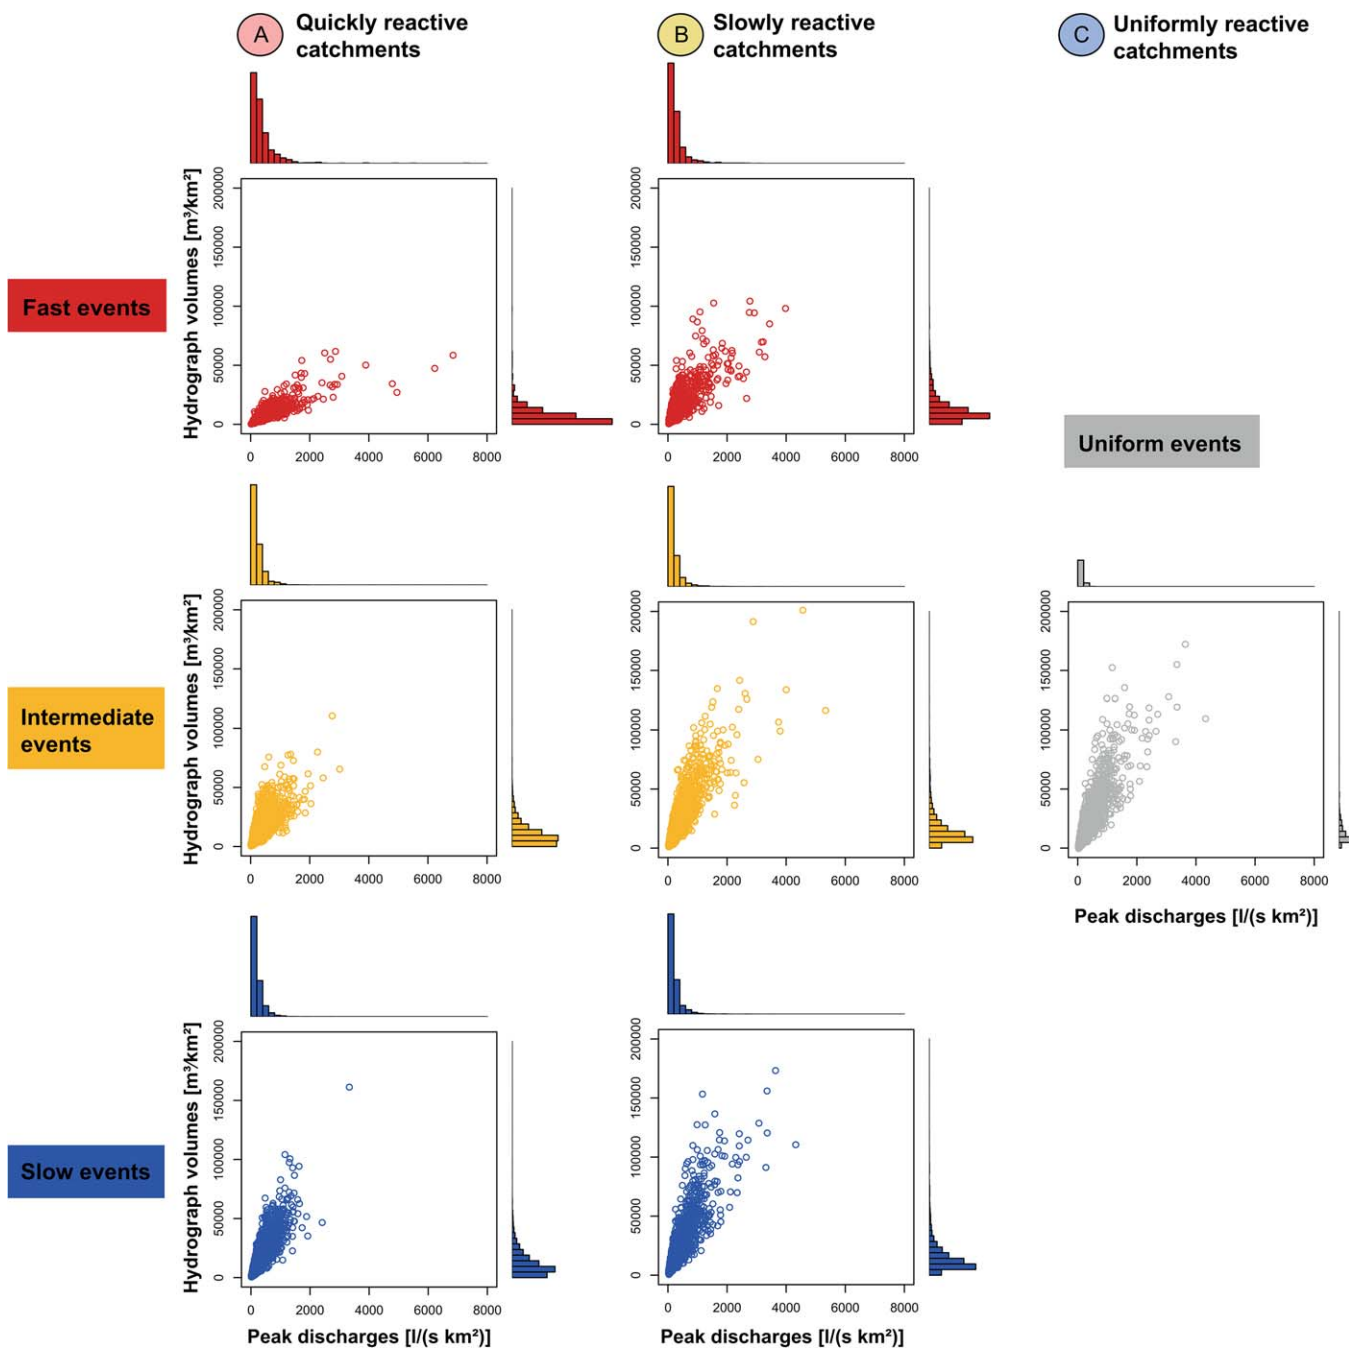 A Quickly reactive
catchments
B Slowly reactive
catchments
C Uniformly reactive
catchments
Fast events
Hydrograph volumes [m³/km²]
0 50000 100000 150000 200000
0 2000 4000 6000 8000
0 50000 100000 150000 200000
0 2000 4000 6000 8000
Uniform events
Intermediate
events
Hydrograph volumes [m³/km²]
0 50000 100000 150000 200000
0 2000 4000 6000 8000
0 50000 100000 150000 200000
0 2000 4000 6000 8000
0 50000 100000 150000 200000
0 2000 4000 6000 8000
Peak discharges [l/(s km²)]
Slow events
Hydrograph volumes [m³/km²]
0 50000 100000 150000 200000
0 2000 4000 6000 8000
Peak discharges [l/(s km²)]
0 50000 100000 150000 200000
0 2000 4000 6000 8000
Peak discharges [l/(s km²)]